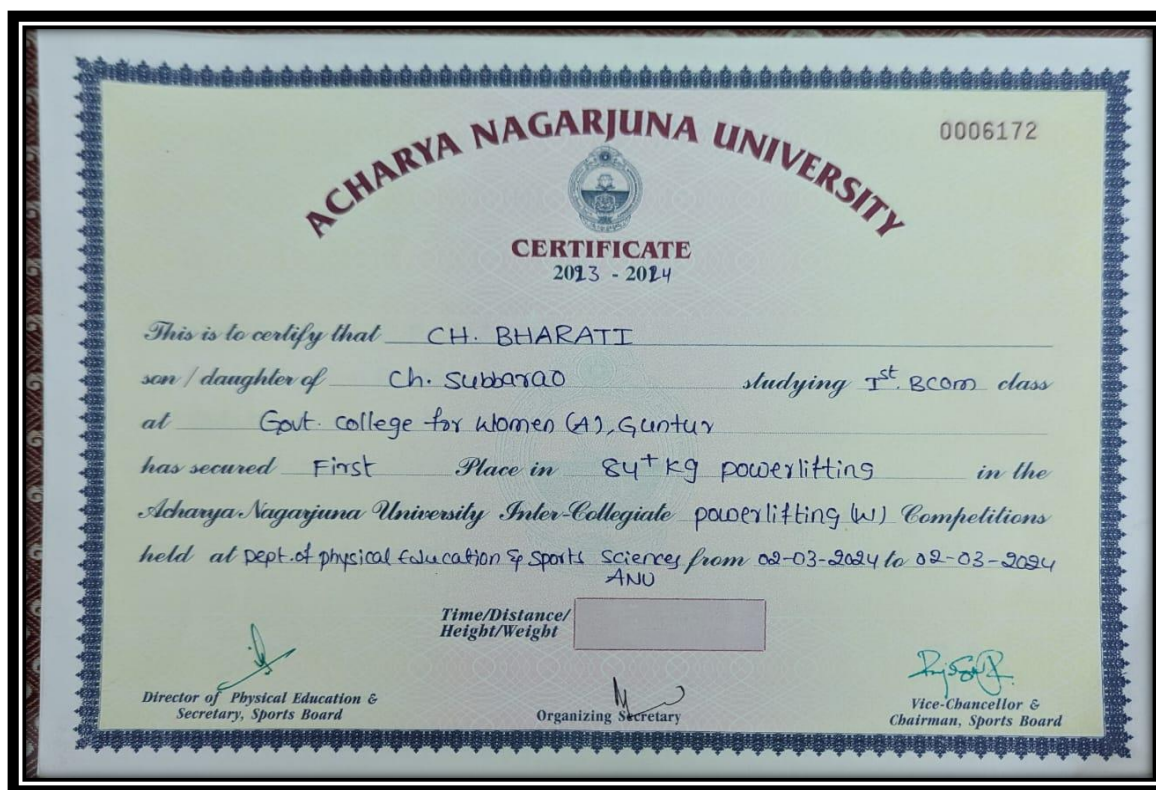 ACHARYA NAGARJUNA UNIVERSITY
0006172
CERTIFICATE
2023 - 2024
This is to certify that CH. BHARATI
son / daughter of Ch. Subbarao studying Ist. BCom class
at Govt. College for Women (A), Guntur
has secured First Place in 84+ kg powerlifting in the
Acharya Nagarjuna University Inter-Collegiate powerlifting (W) Competitions
held at Dept. of physical Education & Sports Sciences from 02-03-2024 to 02-03-2024
ANU
Time/Distance/
Height/Weight
Director of Physical Education &
Secretary, Sports Board
Organizing Secretary
Vice-Chancellor &
Chairman, Sports Board